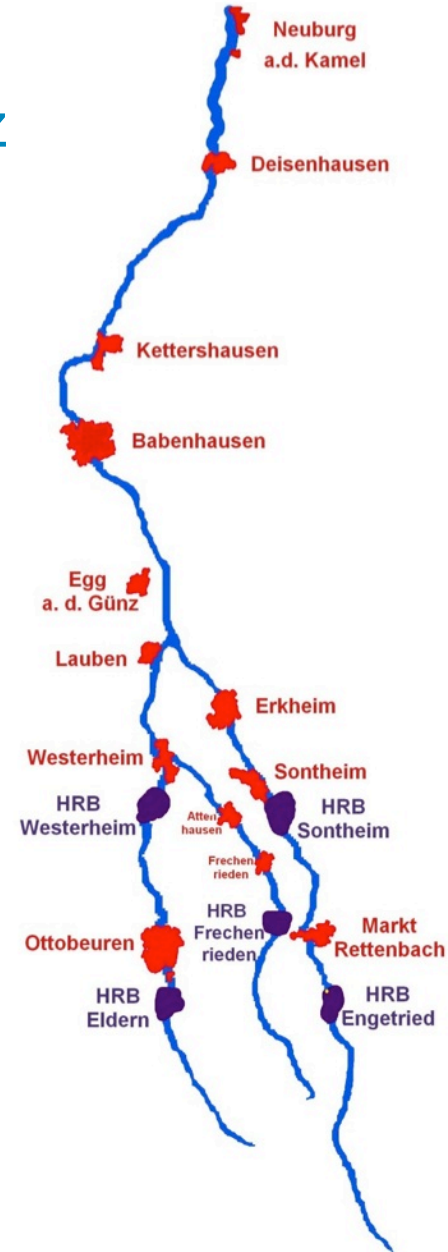 Neuburg
a.d. Kamel
Deisenhausen
Kettershausen
Babenhausen
Egg
a. d. Günz
Lauben
Erkheim
Westerheim
Sontheim
HRB
Westerheim
HRB
Sontheim
Atten
hausen
Frechen
rieden
HRB
Frechen
rieden
Ottobeuren
Markt
Rettenbach
HRB
Eldern
HRB
Engetried